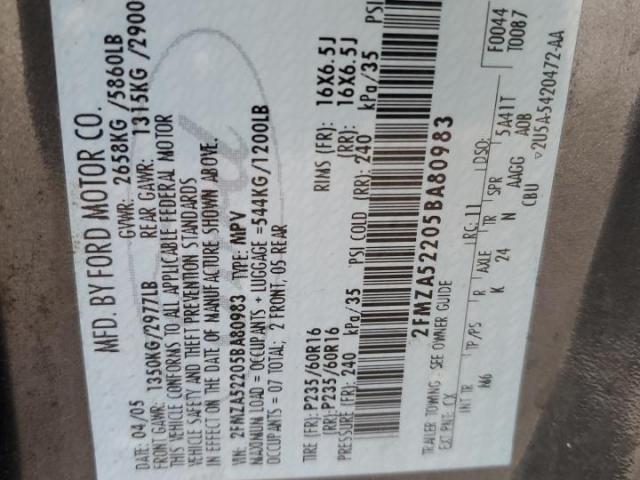 MFD. BY FORD MOTOR CO.
DATE: 04/05 GVWR: 2658KG /5860LB
FRONT GAWR: 1350KG/2977LB REAR GAWR: 1315KG /2900
THIS VEHICLE CONFORMS TO ALL APPLICABLE FEDERAL MOTOR
VEHICLE SAFETY AND THEFT PREVENTION STANDARDS
IN EFFECT ON THE DATE OF MANUFACTURE SHOWN ABOVE.
VIN: 2FMZA52205BA80983 TYPE: MPV
MAXIMUM LOAD = OCCUPANTS + LUGGAGE =544KG/1200LB
OCCUPANTS = 07 TOTAL; 2 FRONT, 05 REAR
TIRE (FR): P235/60R16 RIMS (FR): 16X6.5J
(RR): P235/60R16 (RR): 16X6.5J
PRESSURE (FR): 240 kPa/35 PSI COLD (RR): 240 kPa/35 PSI
2FMZA52205BA80983
TRAILER TOWING - SEE OWNER GUIDE
EXT PNT: CX RC: 11 DSO: F0044
INT TR TP/PS R AXLE TR SPR 5A41T T0087
K 24 N AAGG AOB
CBU ▽2U5A-5420472-AA